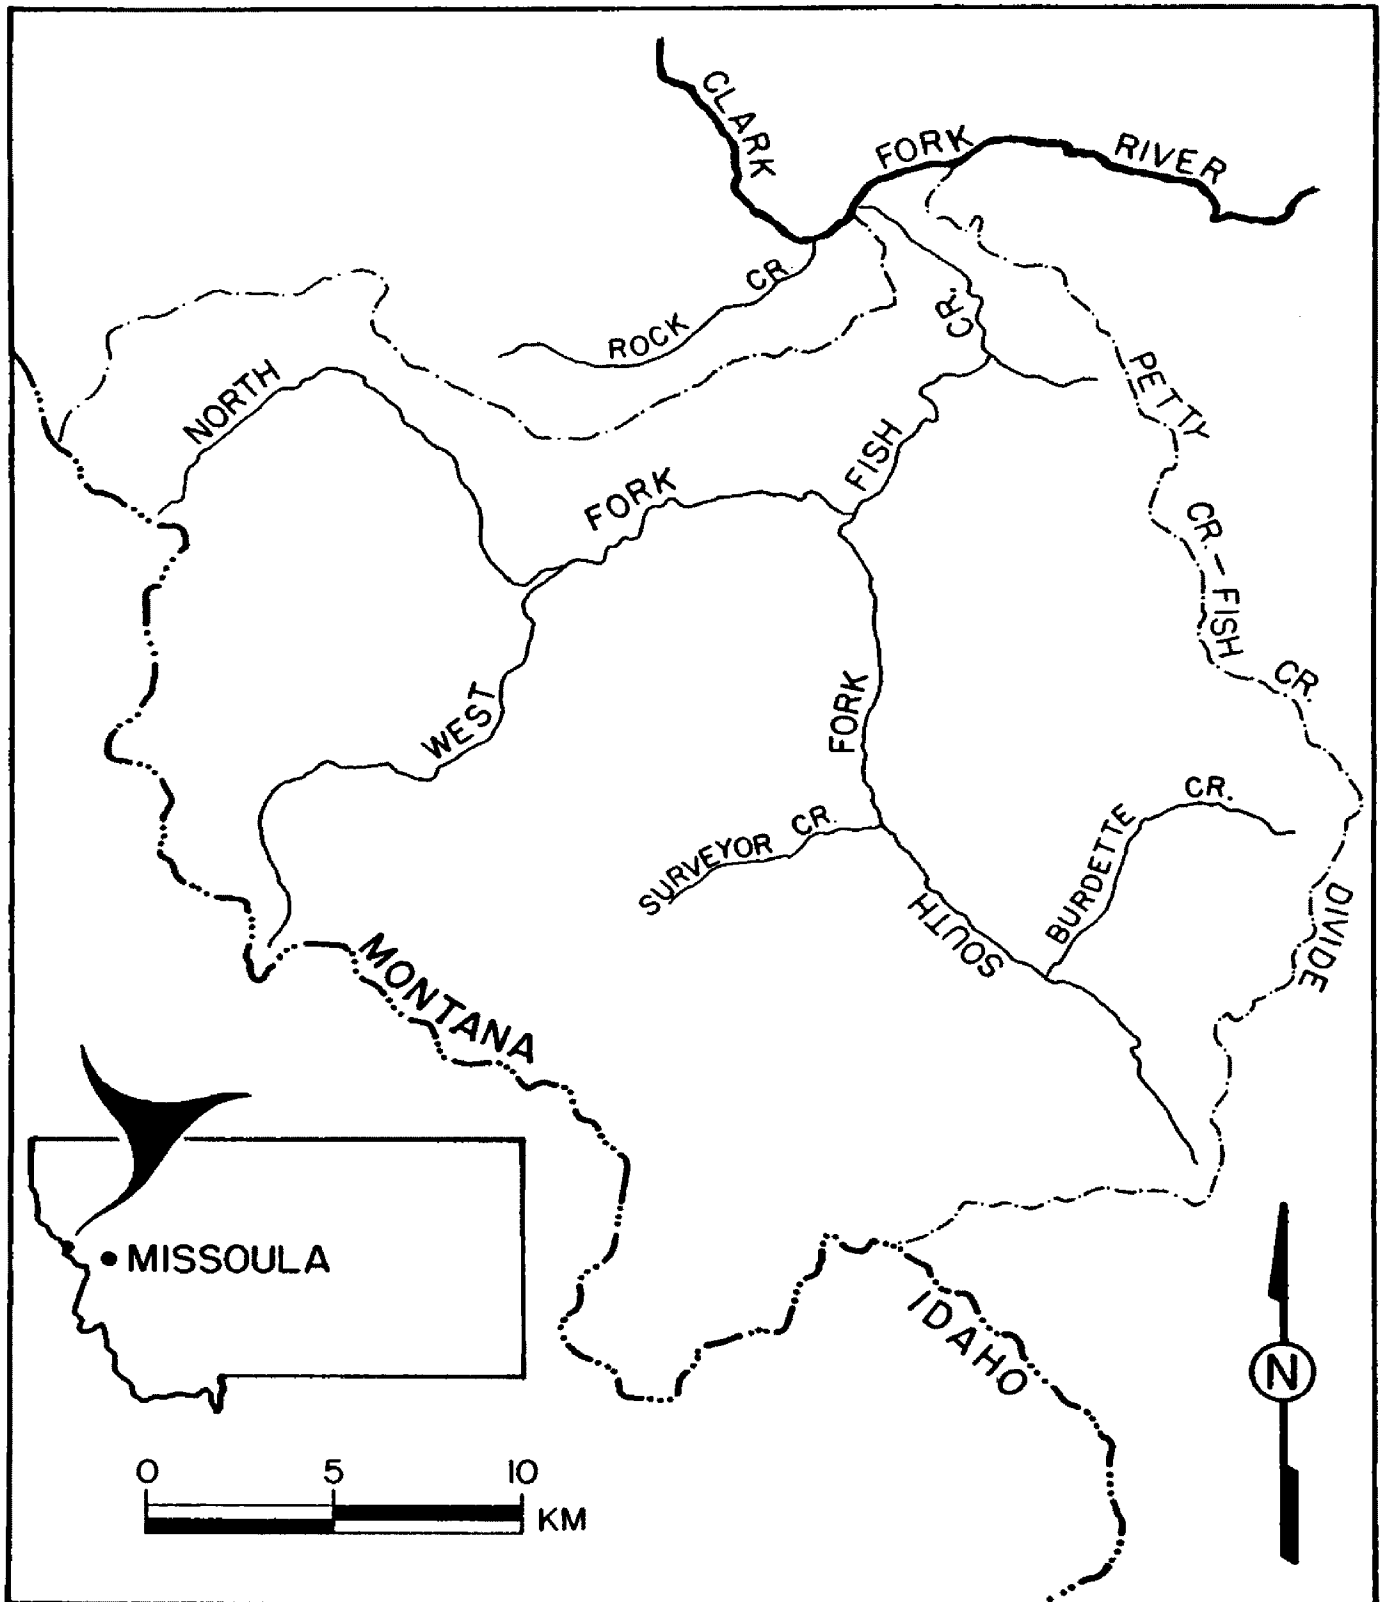 CLARK FORK RIVER
ROCK CR.
CR.
NORTH
FORK
FISH
PETTY CR.-FISH CR. DIVIDE
WEST
FORK
SURVEYOR CR.
BURDETTE CR.
SOUTH
MONTANA
IDAHO
MISSOULA
N
0 5 10
KM